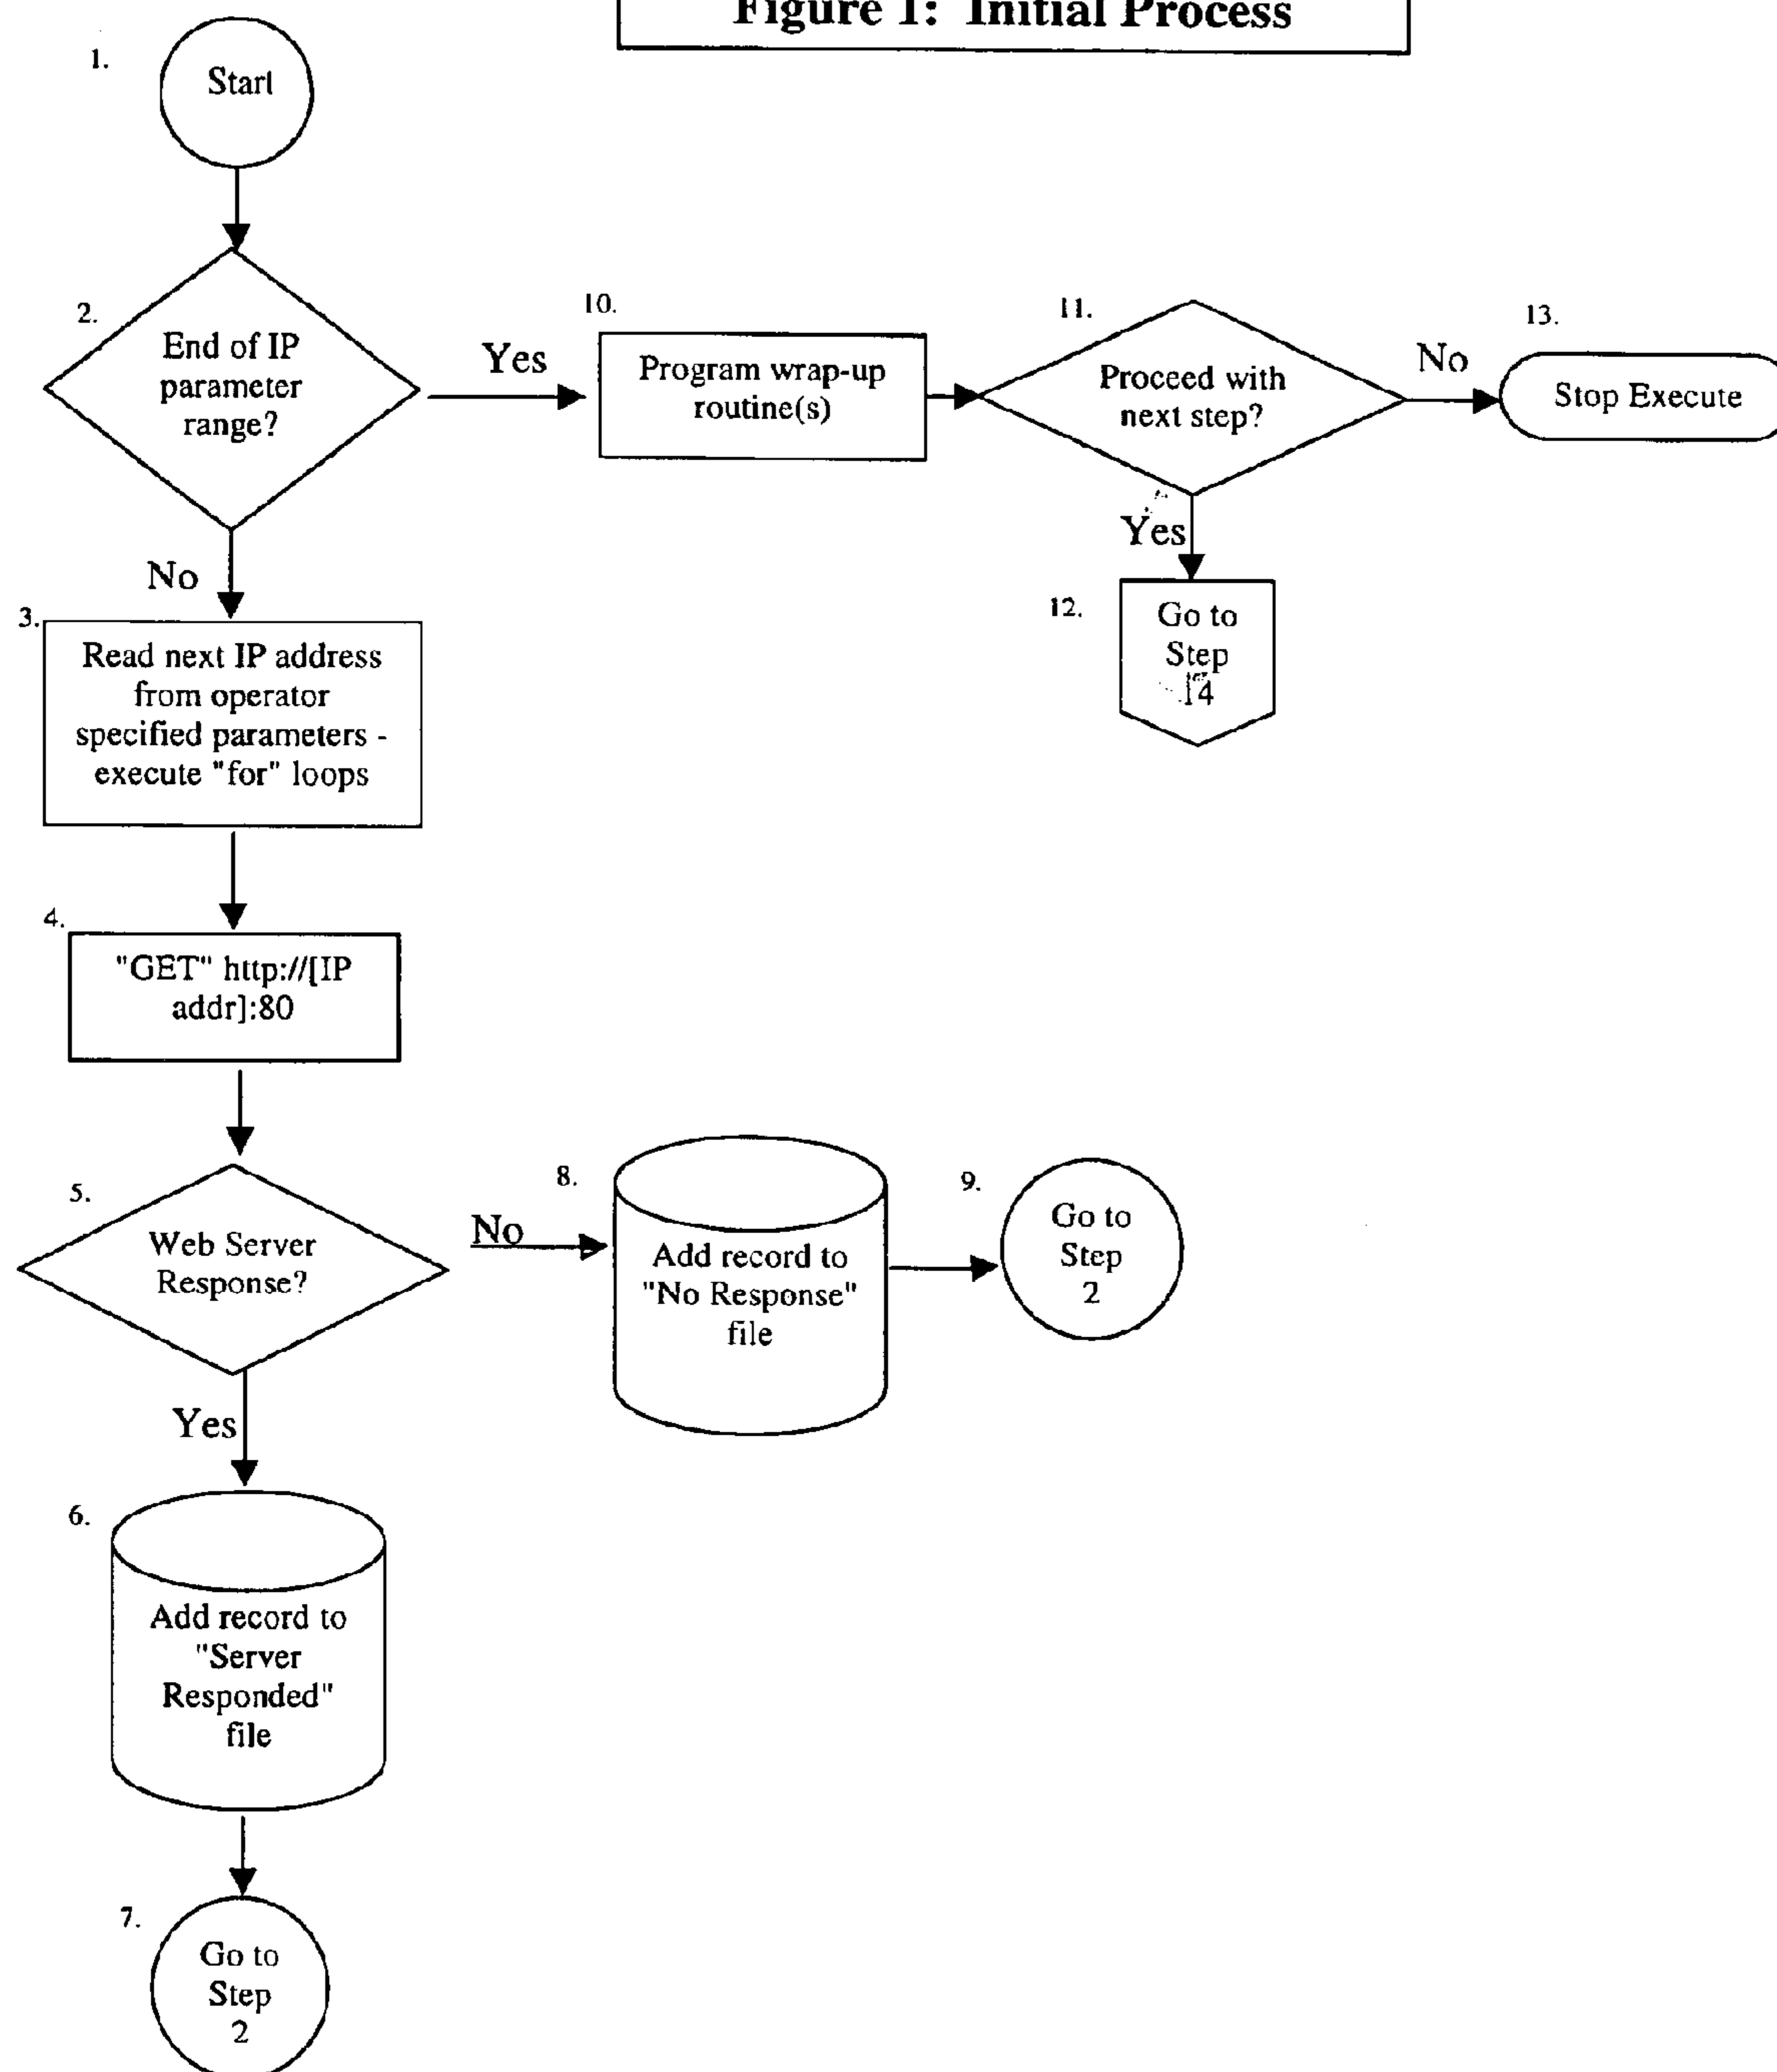 Figure 1: Initial Process
1.
Start
2.
End of IP
parameter
range?
Yes
10.
Program wrap-up
routine(s)
11.
Proceed with
next step?
No
13.
Stop Execute
Yes
12.
Go to
Step
14
No
3.
Read next IP address
from operator
specified parameters -
execute "for" loops
4.
"GET" http://[IP
addr]:80
5.
Web Server
Response?
No
8.
Add record to
"No Response"
file
9.
Go to
Step
2
Yes
6.
Add record to
"Server
Responded"
file
7.
Go to
Step
2